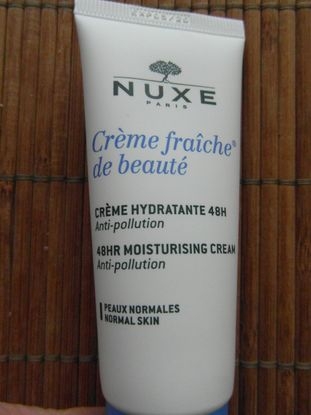 NUXE
PARIS
Crème fraîche®
de beauté
CRÈME HYDRATANTE 48H
Anti-pollution
48HR MOISTURISING CREAM
Anti-pollution
PEAUX NORMALES
NORMAL SKIN